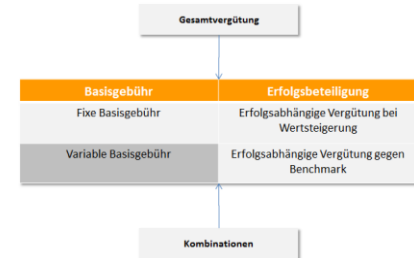 Gesamtvergütung
Basisgebühr
Erfolgsbeteiligung
Fixe Basisgebühr
Erfolgsabhängige Vergütung bei
Wertsteigerung
Variable Basisgebühr
Erfolgsabhängige Vergütung gegen
Benchmark
Kombinationen